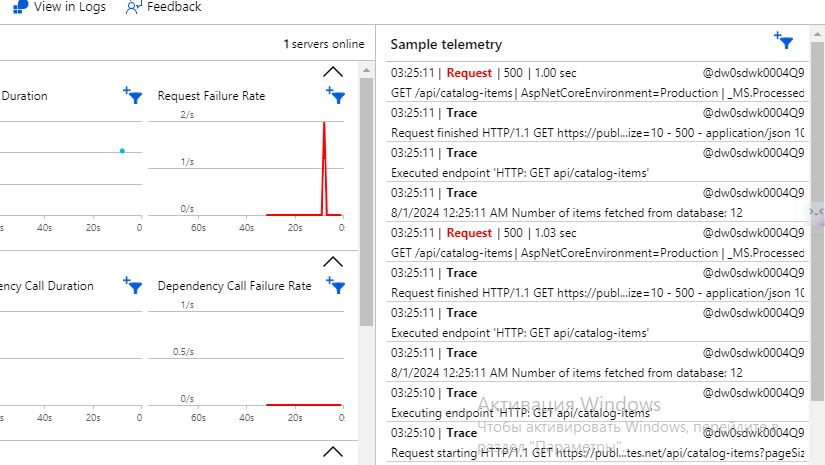 View in Logs
Feedback
1 servers online
Duration
Request Failure Rate
2/s
1/s
0/s
40s
20s
0
60s
40s
20s
0
Call Duration
Dependency Call Failure Rate
1/s
0.5/s
0/s
40s
20s
0
60s
40s
20s
0
Sample telemetry
03:25:11 | Request | 500 | 1.00 sec @dw0sdwk0004Q9
GET /api/catalog-items| AspNetCoreEnvironment=Production | _MS.Processed
03:25:11 | Trace @dw0sdwk0004Q9
Request finished HTTP/1.1 GET https://publ...ize=10 - 500 - application/json 10
03:25:11 | Trace @dw0sdwk0004Q9
Executed endpoint 'HTTP: GET api/catalog-items'
03:25:11 | Trace @dw0sdwk0004Q9
8/1/2024 12:25:11 AM Number of items fetched from database: 12
03:25:11 | Request | 500 | 1.03 sec @dw0sdwk0004Q9
GET /api/catalog-items| AspNetCoreEnvironment=Production | _MS.Processed
03:25:11 | Trace @dw0sdwk0004Q9
Request finished HTTP/1.1 GET https://publ...ize=10 - 500 - application/json 10
03:25:11 | Trace @dw0sdwk0004Q9
Executed endpoint 'HTTP: GET api/catalog-items'
03:25:11 | Trace @dw0sdwk0004Q9
8/1/2024 12:25:11 AM Number of items fetched from database: 12
03:25:10 | Trace @dw0sdwk0004Q9
Executing endpoint 'HTTP: GET api/catalog-items'
03:25:10 | Trace @dw0sdwk0004Q9
Request starting HTTP/1.1 GET https://publ...tes.net/api/catalog-items?pageSiz
Активация Windows
Чтобы активировать Windows, перейдите в
раздел "Параметры".